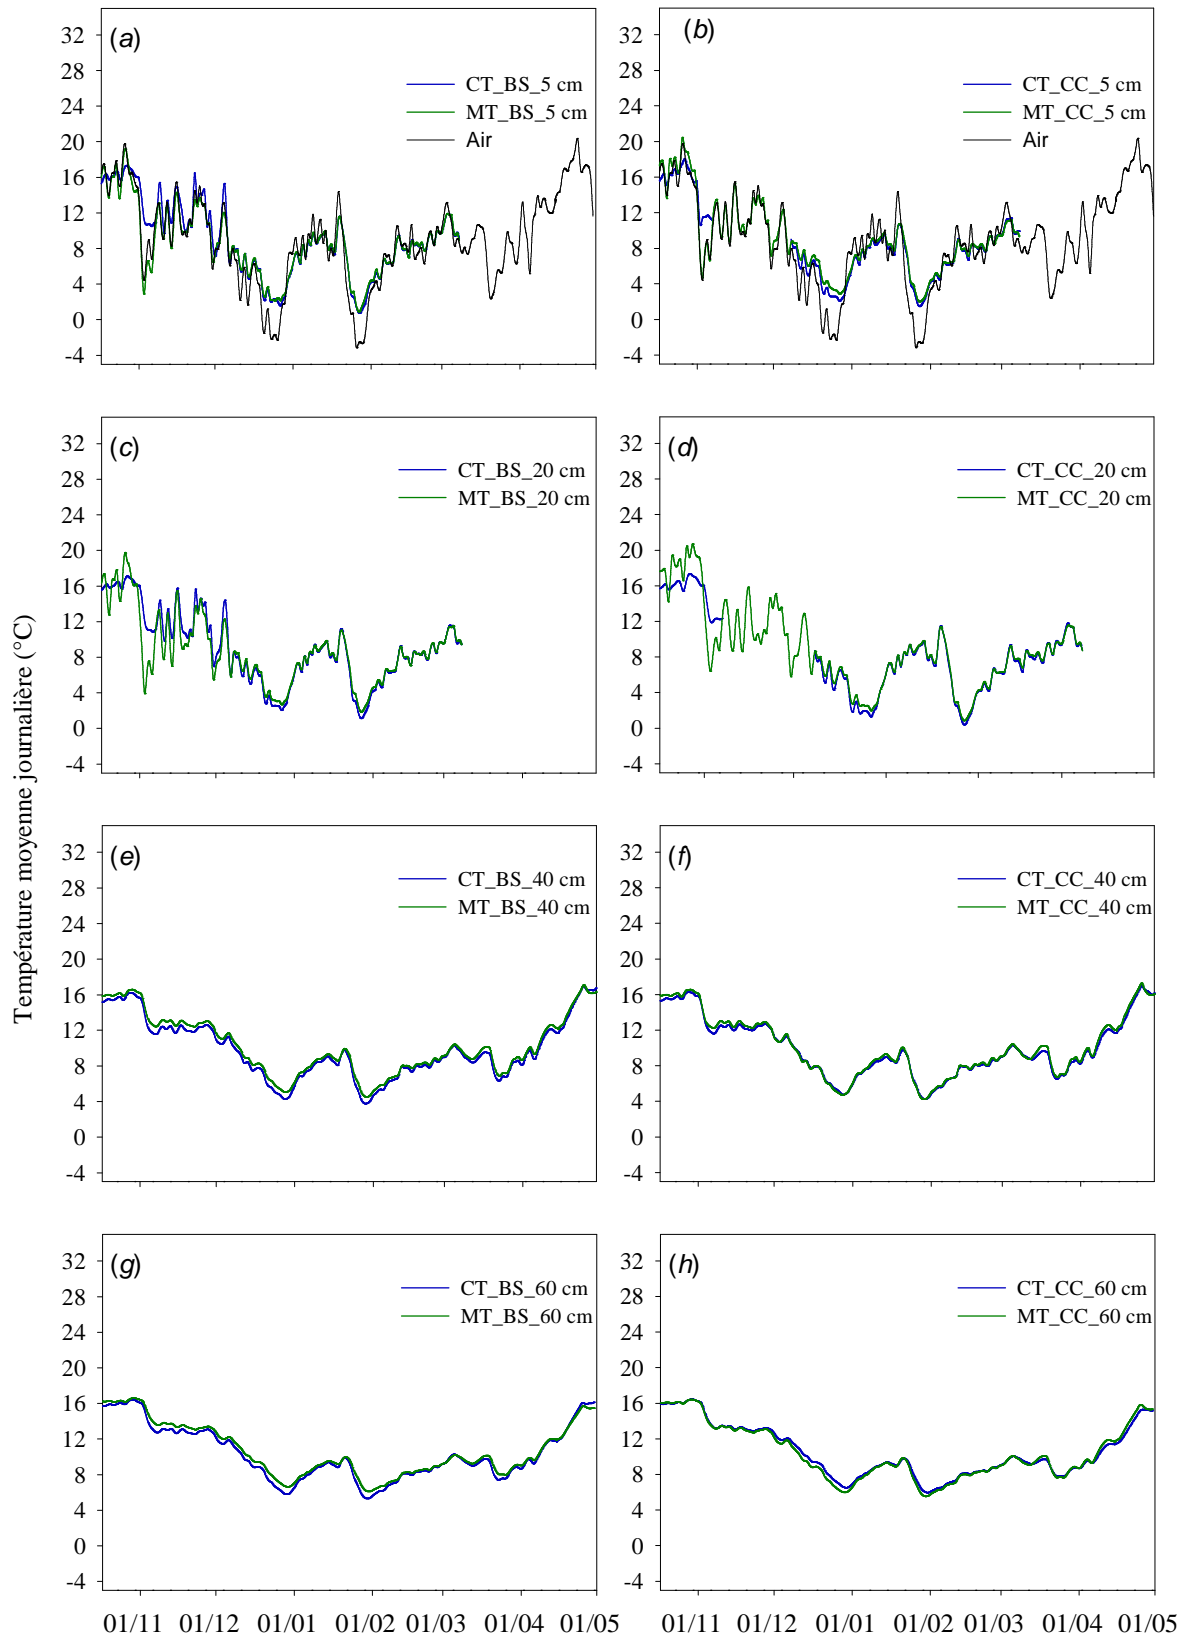 (a)
32
28
24
20
16
12
8
4
0
-4
CT_BS_5 cm
MT_BS_5 cm
Air
(b)
32
28
24
20
16
12
8
4
0
-4
CT_CC_5 cm
MT_CC_5 cm
Air
(c)
32
28
24
20
16
12
8
4
0
-4
CT_BS_20 cm
MT_BS_20 cm
(d)
32
28
24
20
16
12
8
4
0
-4
CT_CC_20 cm
MT_CC_20 cm
Température moyenne journalière (°C)
(e)
32
28
24
20
16
12
8
4
0
-4
CT_BS_40 cm
MT_BS_40 cm
(f)
32
28
24
20
16
12
8
4
0
-4
CT_CC_40 cm
MT_CC_40 cm
(g)
32
28
24
20
16
12
8
4
0
-4
CT_BS_60 cm
MT_BS_60 cm
(h)
32
28
24
20
16
12
8
4
0
-4
CT_CC_60 cm
MT_CC_60 cm
01/11 01/12 01/01 01/02 01/03 01/05
01/11 01/12 01/01 01/02 01/03 01/04 01/05